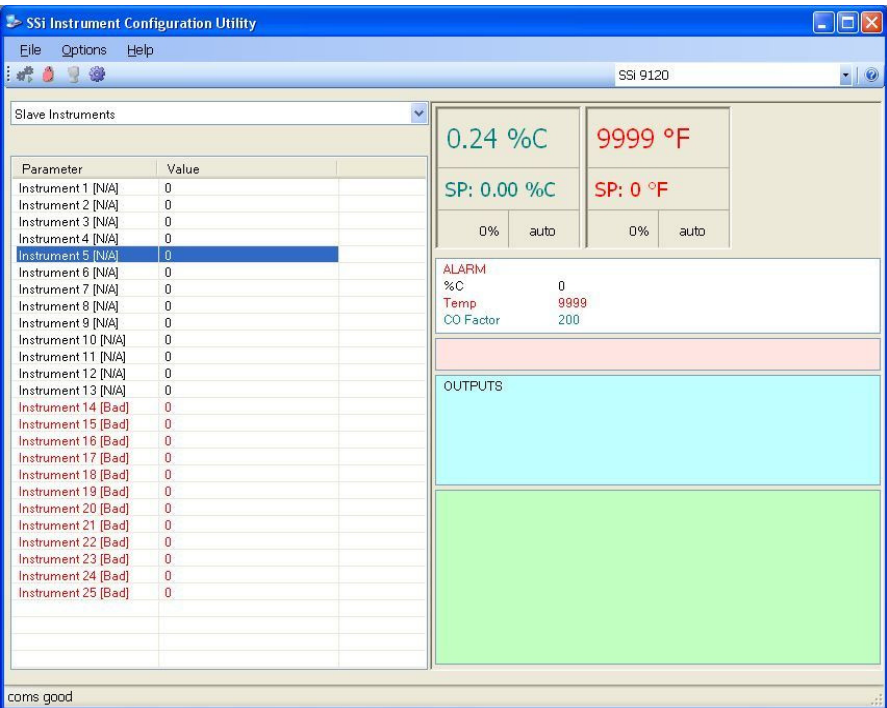 SSi Instrument Configuration Utility
File Options Help
SSi 9120
Slave Instruments
Parameter Value
Instrument 1 [N/A] 0
Instrument 2 [N/A] 0
Instrument 3 [N/A] 0
Instrument 4 [N/A] 0
Instrument 5 [N/A] 0
Instrument 6 [N/A] 0
Instrument 7 [N/A] 0
Instrument 8 [N/A] 0
Instrument 9 [N/A] 0
Instrument 10 [N/A] 0
Instrument 11 [N/A] 0
Instrument 12 [N/A] 0
Instrument 13 [N/A] 0
Instrument 14 [Bad] 0
Instrument 15 [Bad] 0
Instrument 16 [Bad] 0
Instrument 17 [Bad] 0
Instrument 18 [Bad] 0
Instrument 19 [Bad] 0
Instrument 20 [Bad] 0
Instrument 21 [Bad] 0
Instrument 22 [Bad] 0
Instrument 23 [Bad] 0
Instrument 24 [Bad] 0
Instrument 25 [Bad] 0
0.24 %C 9999 °F
SP: 0.00 %C SP: 0 °F
0% auto 0% auto
ALARM
%C 0
Temp 9999
CO Factor 200
OUTPUTS
coms good